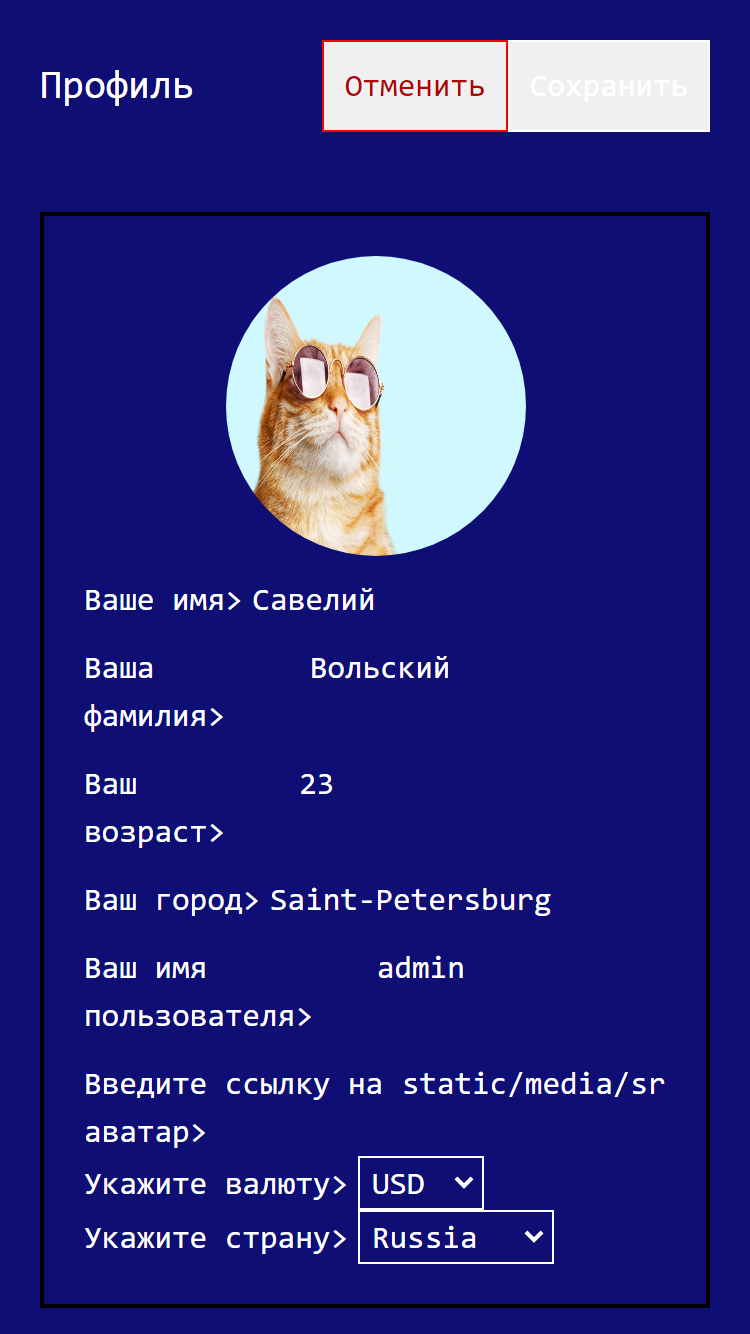 Профиль
Отменить
Сохранить
Ваше имя> Савелий
Ваша Вольский
фамилия>
Ваш 23
возраст>
Ваш город> Saint-Petersburg
Ваш имя admin
пользователя>
Введите ссылку на static/media/sr
аватар>
Укажите валюту> USD
Укажите страну> Russia